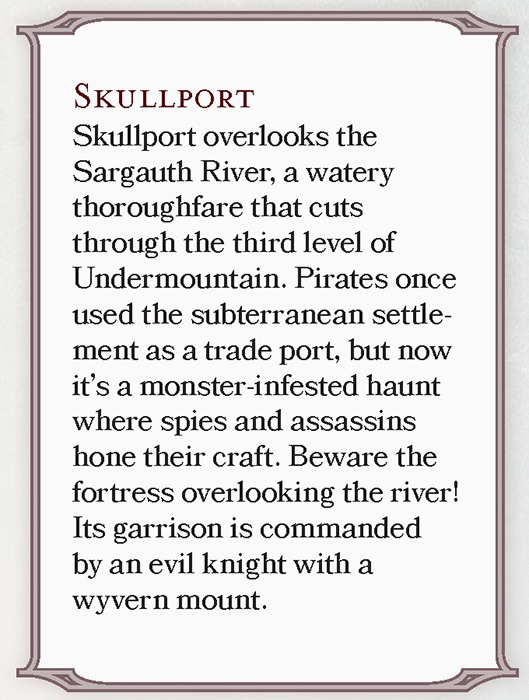 Skullport
Skullport overlooks the
Sargauth River, a watery
thoroughfare that cuts
through the third level of
Undermountain. Pirates once
used the subterranean settle-
ment as a trade port, but now
it's a monster-infested haunt
where spies and assassins
hone their craft. Beware the
fortress overlooking the river!
Its garrison is commanded
by an evil knight with a
wyvern mount.